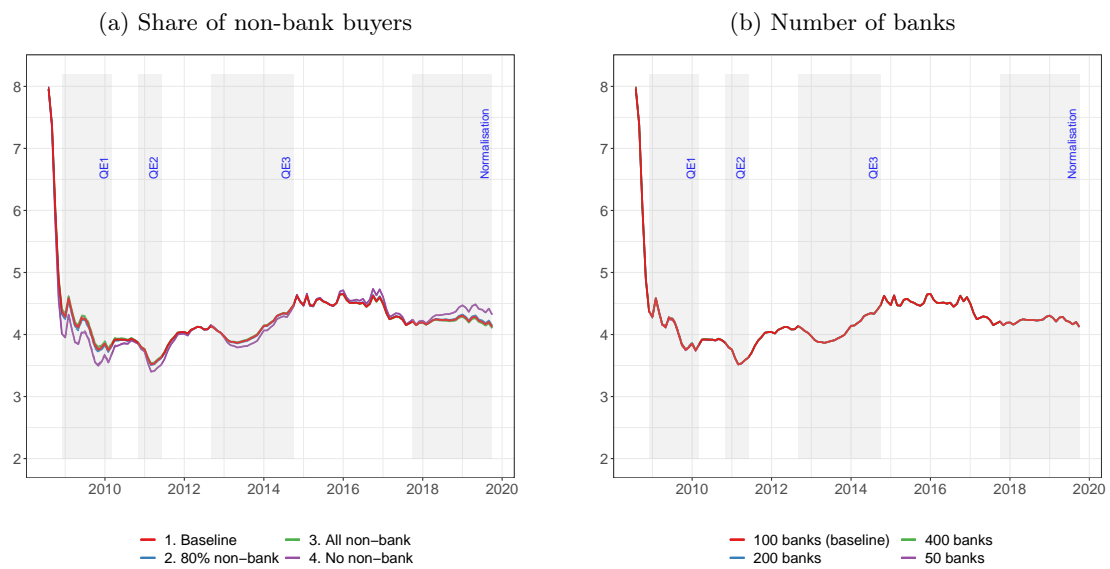 (a) Share of non-bank buyers
8
7
6
5
4
3
2
QE1
QE2
QE3
Normalisation
2010 2012 2014 2016 2018 2020
1. Baseline 3. All non−bank
2. 80% non−bank 4. No non−bank
(b) Number of banks
8
7
6
5
4
3
2
QE1
QE2
QE3
Normalisation
2010 2012 2014 2016 2018 2020
100 banks (baseline) 400 banks
200 banks 50 banks